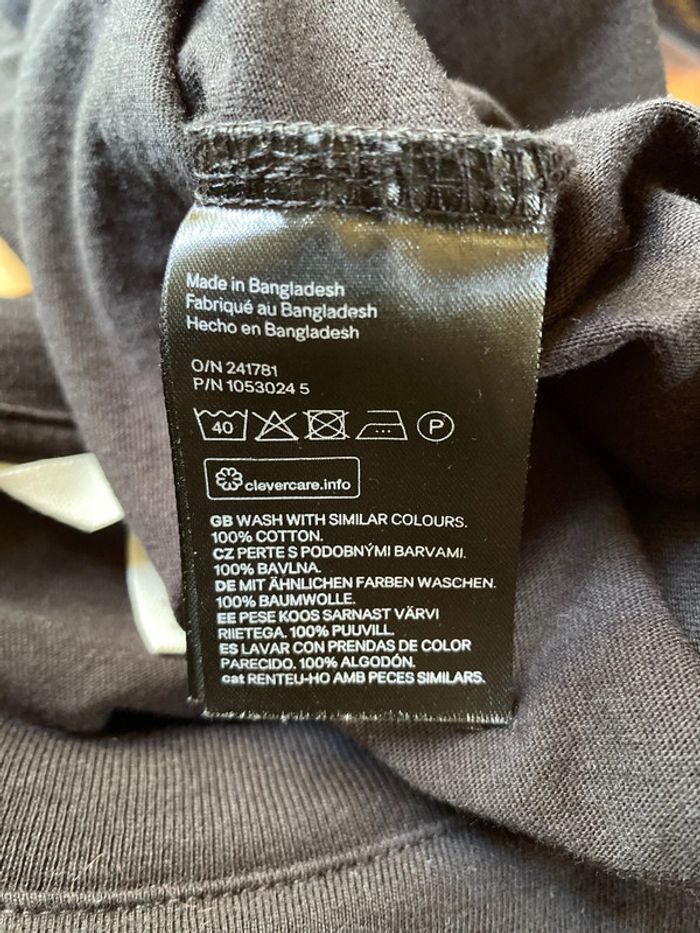 Made in Bangladesh
Fabriqué au Bangladesh
Hecho en Bangladesh
O/N 241781
P/N 1053024 5
40 P
clevercare.info
GB WASH WITH SIMILAR COLOURS.
100% COTTON.
CZ PERTE S PODOBNÝMI BARVAMI.
100% BAVLNA.
DE MIT ÄHNLICHEN FARBEN WASCHEN.
100% BAUMWOLLE.
EE PESE KOOS SARNAST VÄRVI
RIIETEGA. 100% PUUVILL.
ES LAVAR CON PRENDAS DE COLOR
PARECIDO. 100% ALGODÓN.
cat RENTEU-HO AMB PECES SIMILARS.